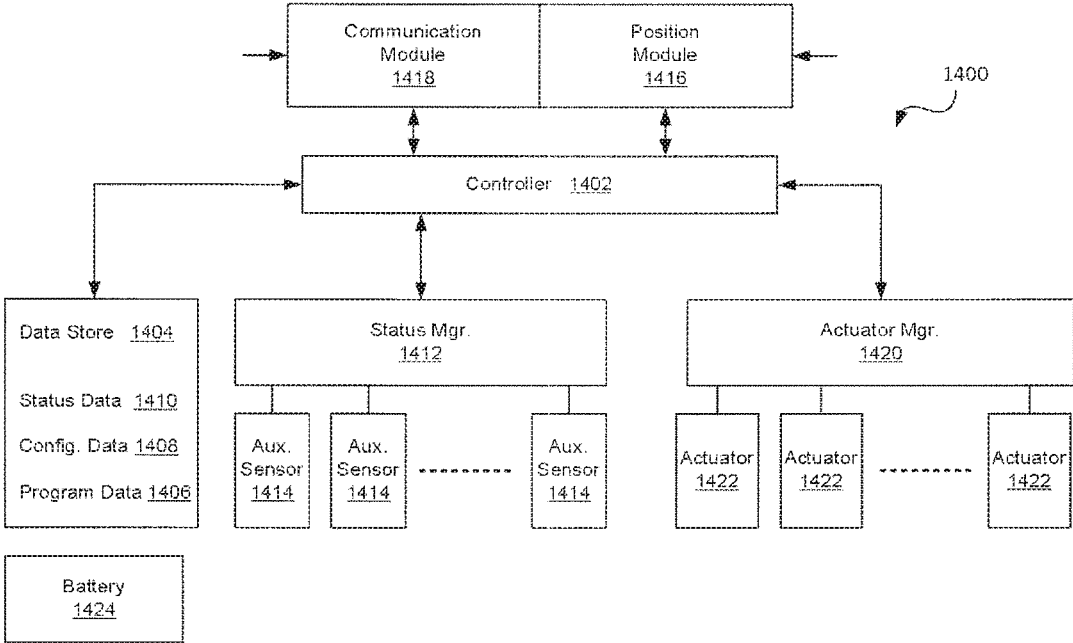 Communication
Module
1418
Position
Module
1416
1400
Controller 1402
Data Store 1404
Status Data 1410
Config. Data 1408
Program Data 1406
Status Mgr.
1412
Actuator Mgr.
1420
Aux.
Sensor
1414
Aux.
Sensor
1414
Aux.
Sensor
1414
Actuator
1422
Actuator
1422
Actuator
1422
Battery
1424